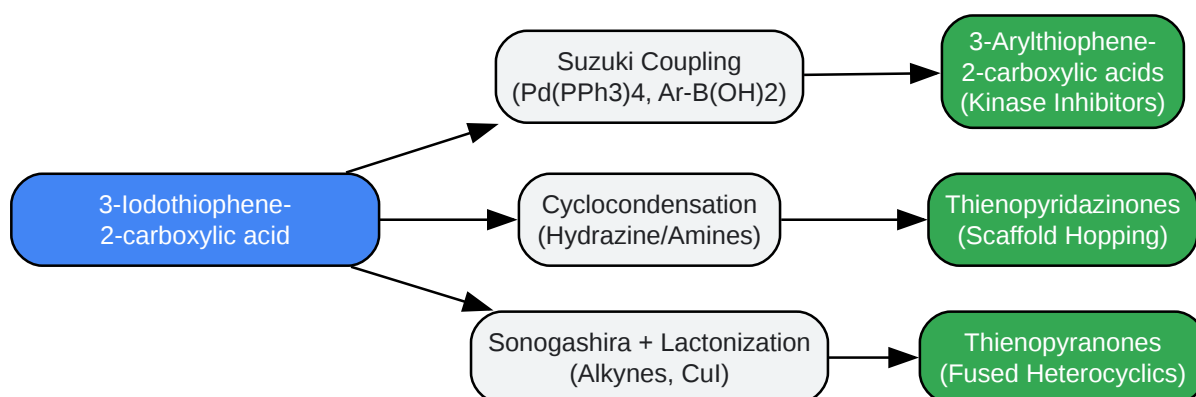 3-Iodothiophene-
2-carboxylic acid
Suzuki Coupling
(Pd(PPh3)4, Ar-B(OH)2)
3-Arylthiophene-
2-carboxylic acids
(Kinase Inhibitors)
Cyclocondensation
(Hydrazine/Amines)
Thienopyridazinones
(Scaffold Hopping)
Sonogashira + Lactonization
(Alkynes, CuI)
Thienopyranones
(Fused Heterocyclics)